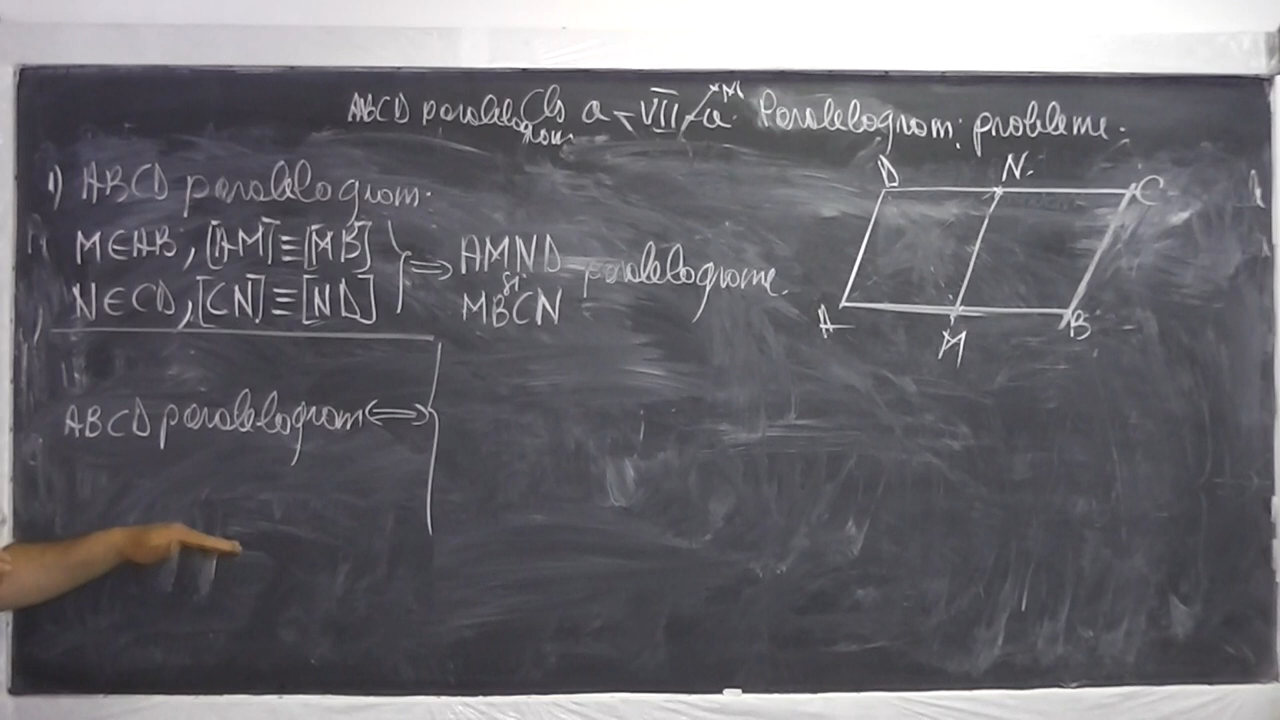 ABCD paralelogram Cls a-VII-a. M Paralelogram; probleme.
1) ABCD paralelogram.
M∈AB, [AM]≡[MB]
N∈CD, [CN]≡[ND]
⇒ AMND
și
MBCN
paralelograme.
ABCD paralelogram ⇔
D N C
A M B